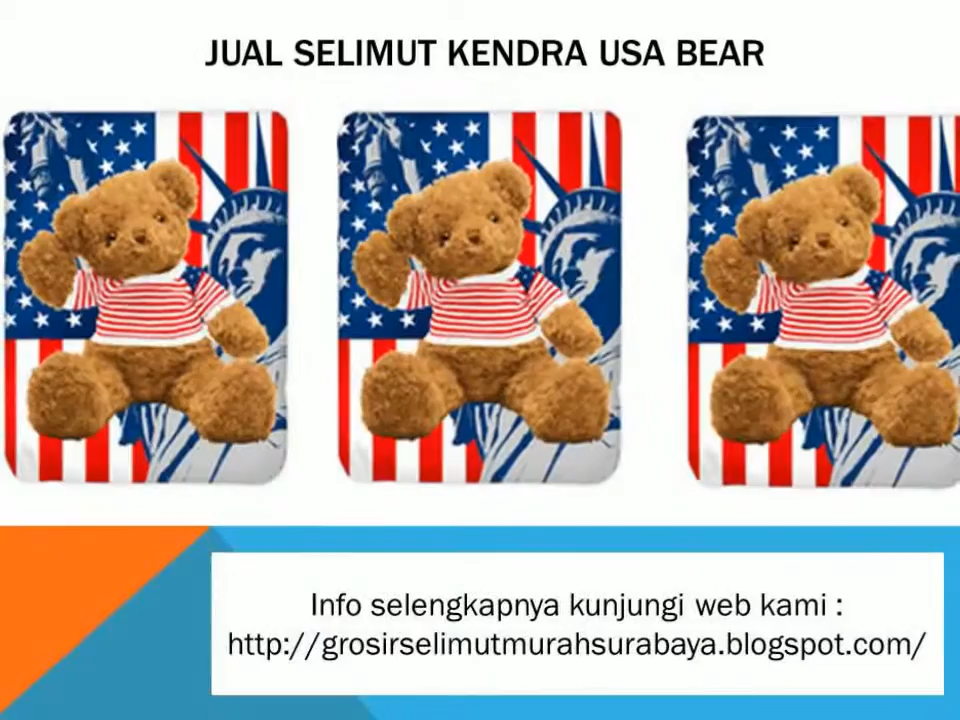 JUAL SELIMUT KENDRA USA BEAR
Info selengkapnya kunjungi web kami :
http://grosirselimutmurahsurabaya.blogspot.com/